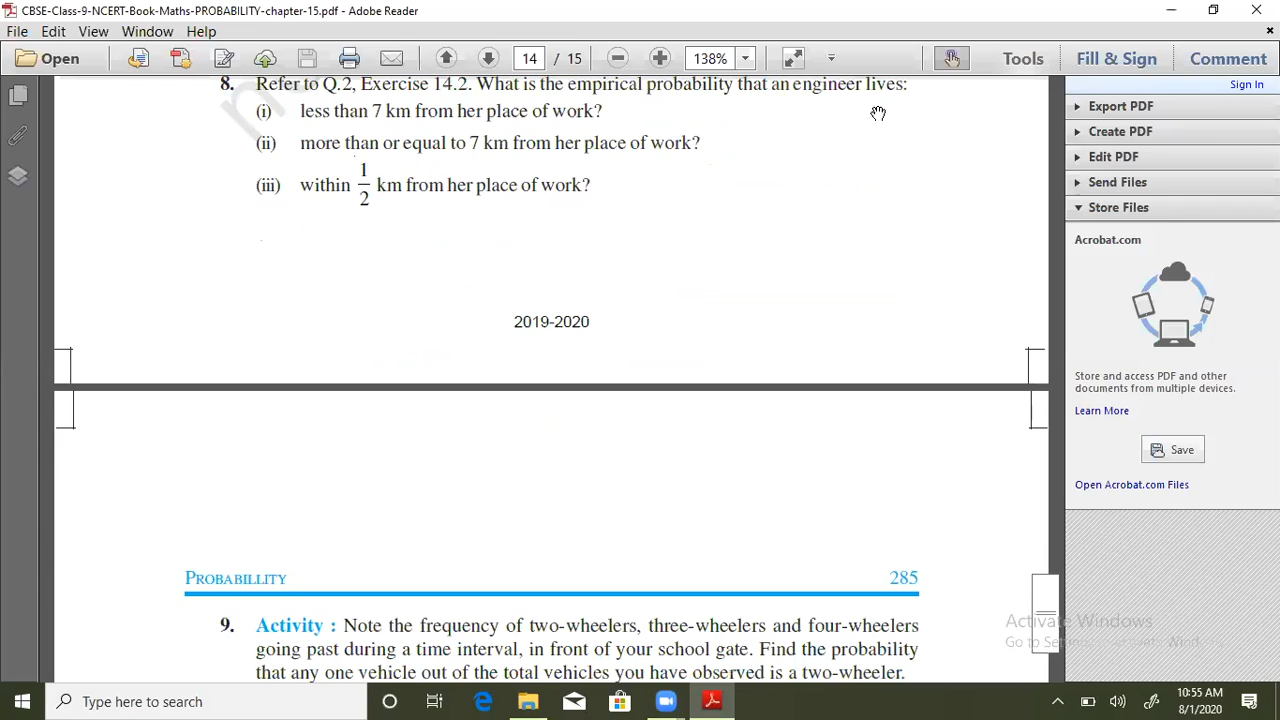 CBSE-Class-9-NCERT-Book-Maths-PROBABILITY-chapter-15.pdf - Adobe Reader
File Edit View Window Help
Open 14 / 15 138% Tools Fill & Sign Comment
Sign In
8. Refer to Q.2, Exercise 14.2. What is the empirical probability that an engineer lives:
(i) less than 7 km from her place of work?
(ii) more than or equal to 7 km from her place of work?
(iii) within 1/2 km from her place of work?
2019-2020
PROBABILLITY 285
9. Activity : Note the frequency of two-wheelers, three-wheelers and four-wheelers
going past during a time interval, in front of your school gate. Find the probability
that any one vehicle out of the total vehicles you have observed is a two-wheeler.
Export PDF
Create PDF
Edit PDF
Send Files
Store Files
Acrobat.com
Store and access PDF and other
documents from multiple devices.
Learn More
Save
Open Acrobat.com Files
Activate Windows
Type here to search
10:55 AM
8/1/2020